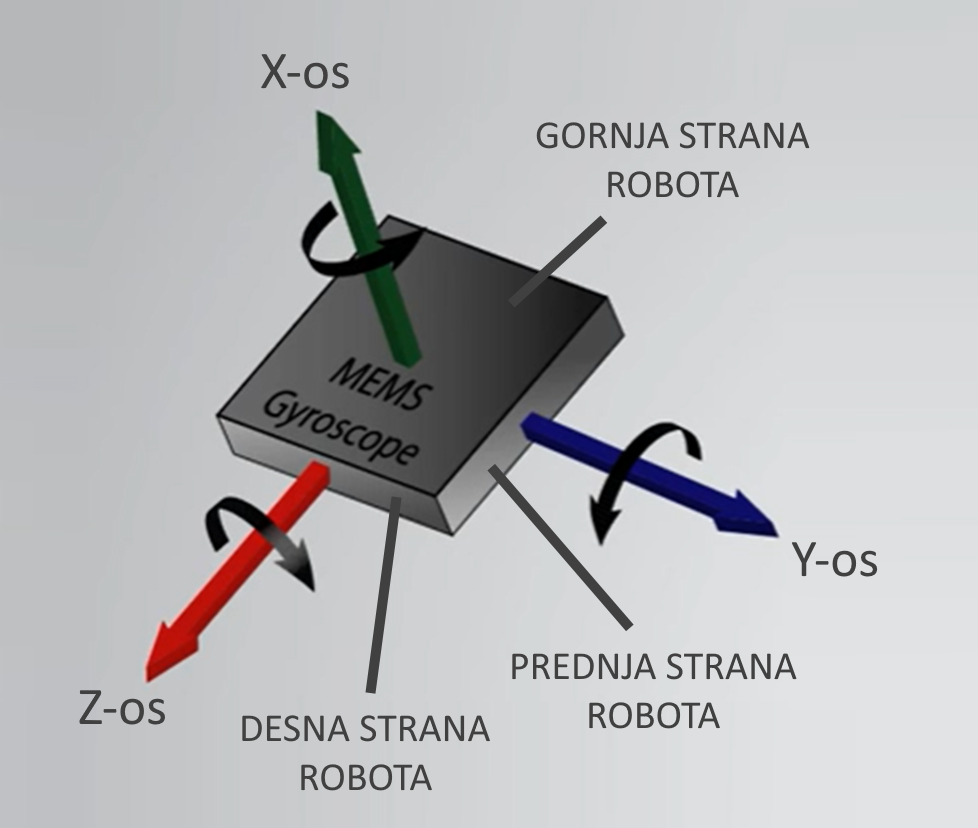 X-os
GORNJA STRANA
ROBOTA
MEMS
Gyroscope
Y-os
PREDNJA STRANA
ROBOTA
Z-os
DESNA STRANA
ROBOTA